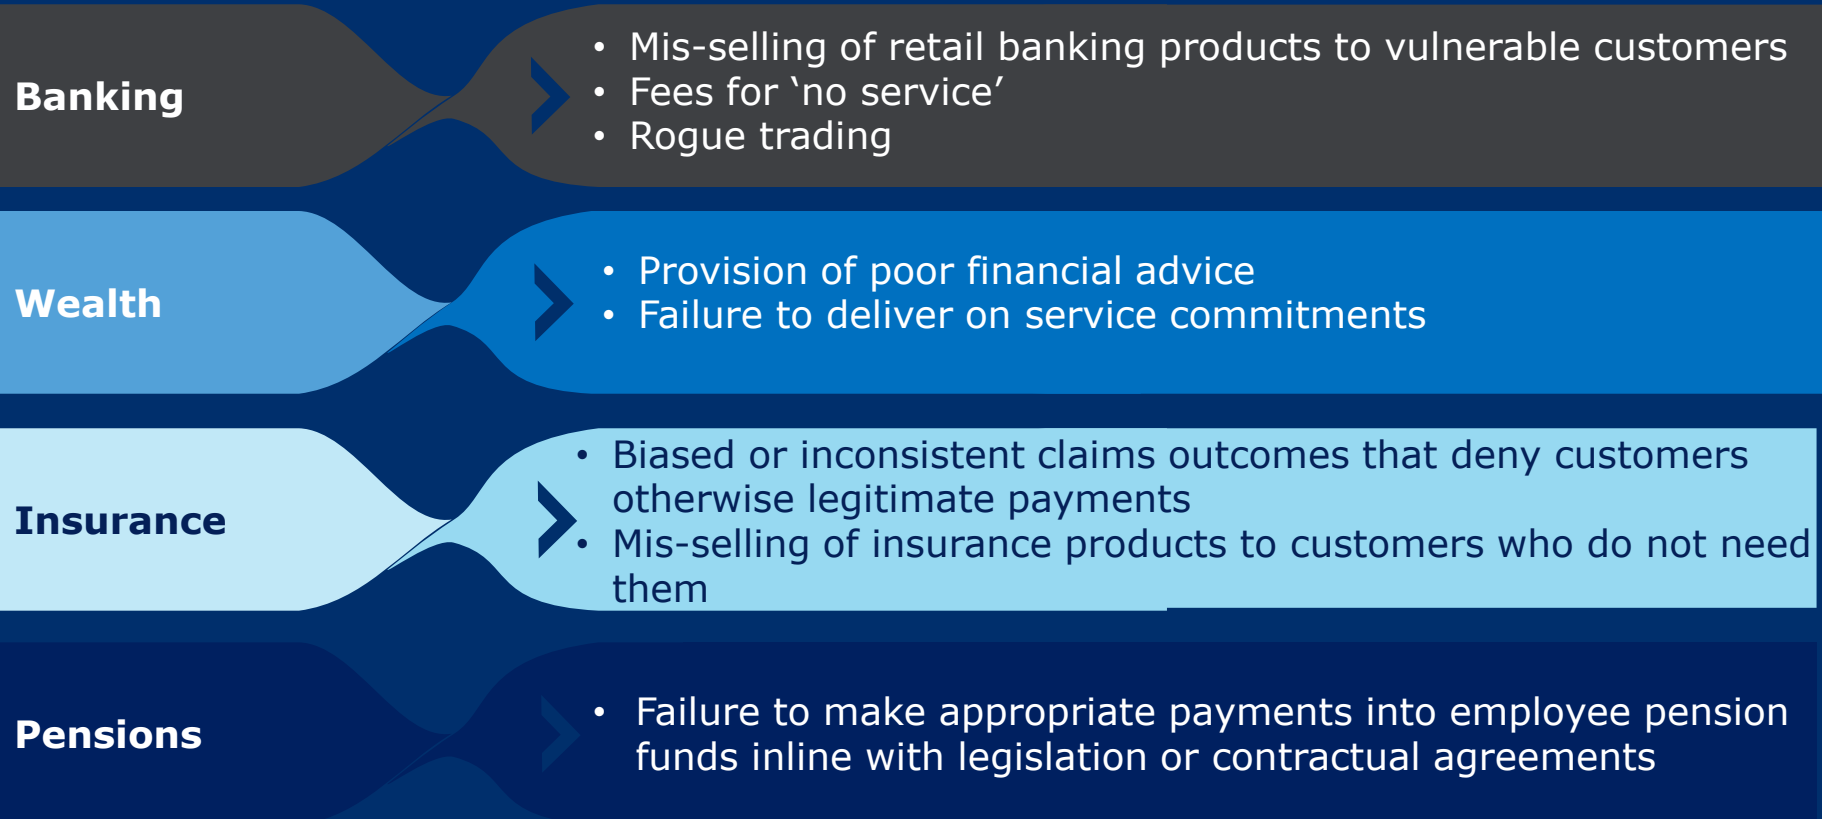 Banking
• Mis-selling of retail banking products to vulnerable customers
• Fees for ‘no service’
• Rogue trading
Wealth
• Provision of poor financial advice
• Failure to deliver on service commitments
Insurance
• Biased or inconsistent claims outcomes that deny customers
otherwise legitimate payments
• Mis-selling of insurance products to customers who do not need
them
Pensions
• Failure to make appropriate payments into employee pension
funds inline with legislation or contractual agreements